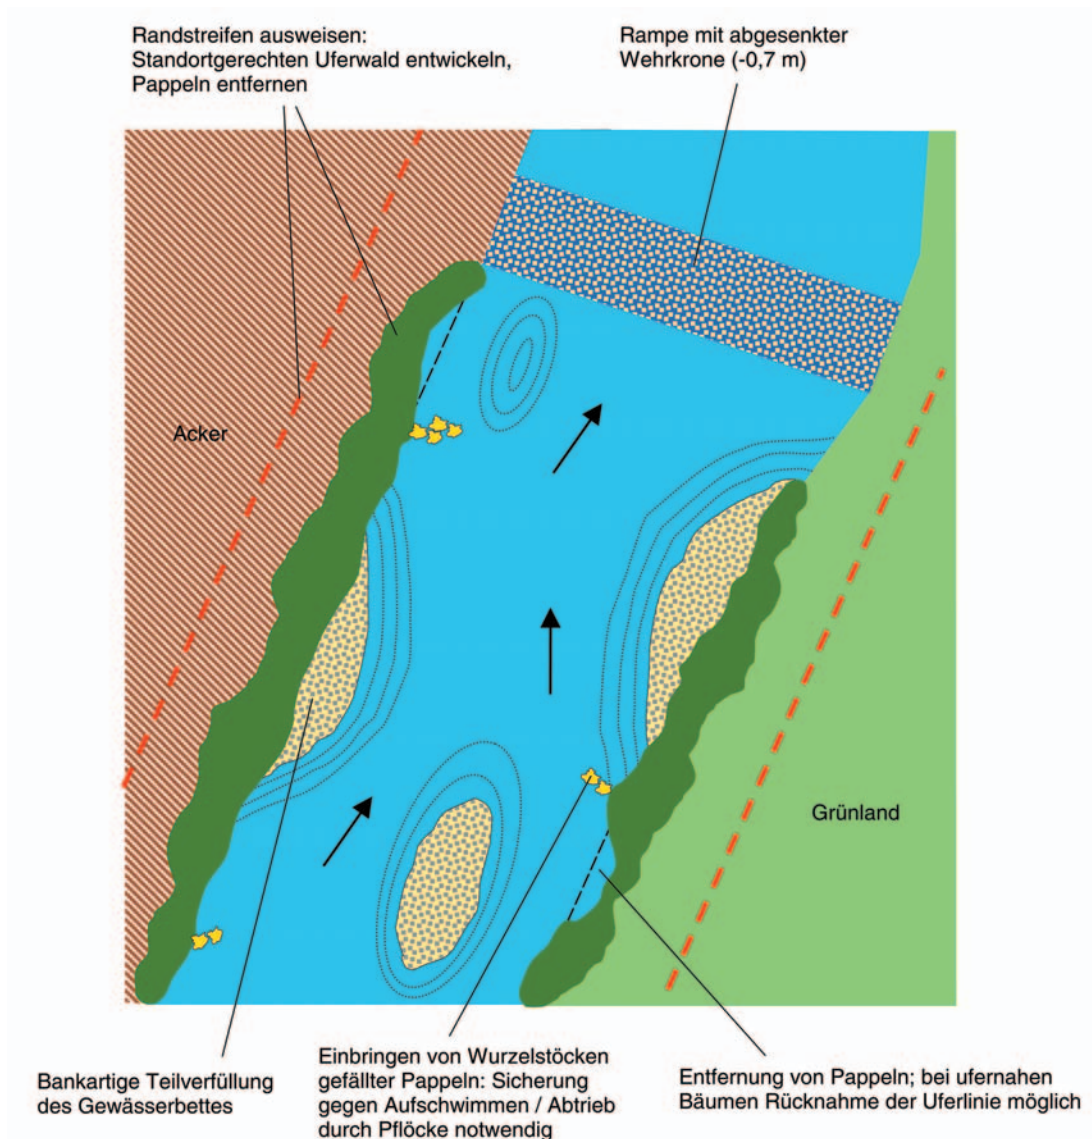 Randstreifen ausweisen:
Standortgerechten Uferwald entwickeln,
Pappeln entfernen
Rampe mit abgesenkter
Wehrkrone (-0,7 m)
Acker
Grünland
Bankartige Teilverfüllung
des Gewässerbettes
Einbringen von Wurzelstöcken
gefällter Pappeln: Sicherung
gegen Aufschwimmen / Abtrieb
durch Pflöcke notwendig
Entfernung von Pappeln; bei ufernahen
Bäumen Rücknahme der Uferlinie möglich